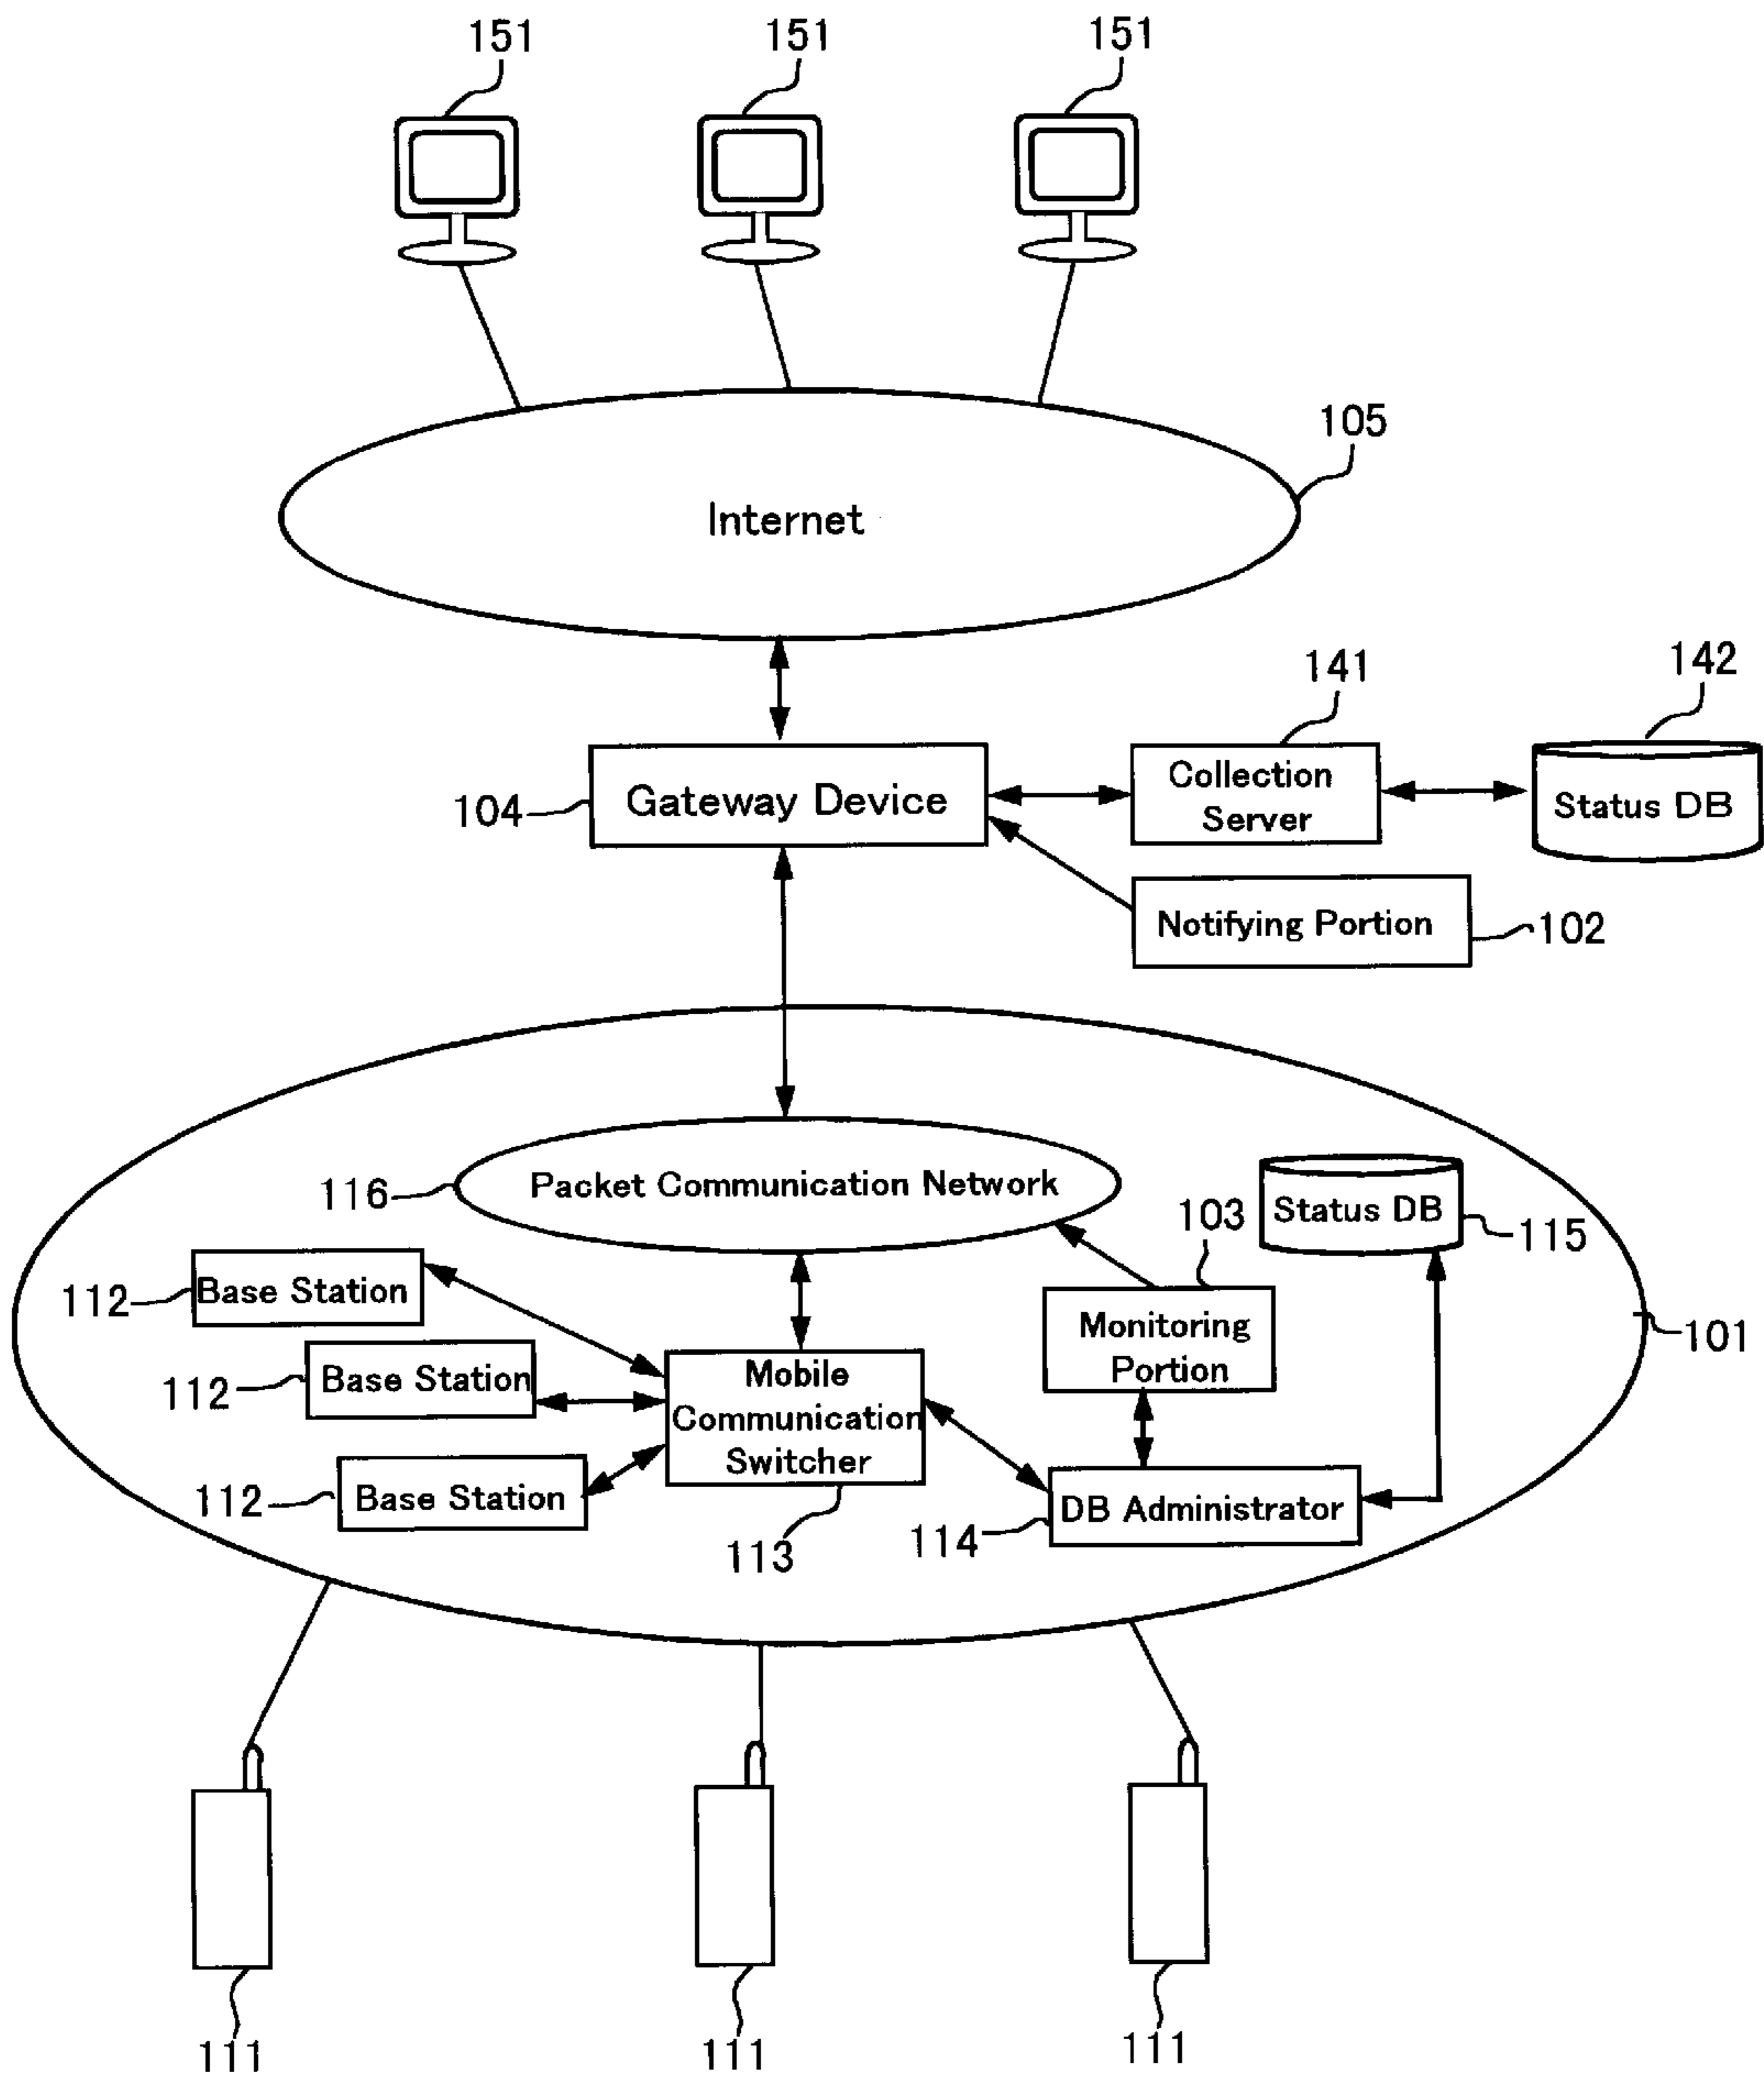 151
151
151
105
Internet
141
142
Collection
Server
Status DB
104
Gateway Device
Notifying Portion
102
116
Packet Communication Network
103
Status DB
115
112
Base Station
Monitoring
Portion
101
112
Base Station
Mobile
Communication
Switcher
112
Base Station
114
DB Administrator
113
111
111
111